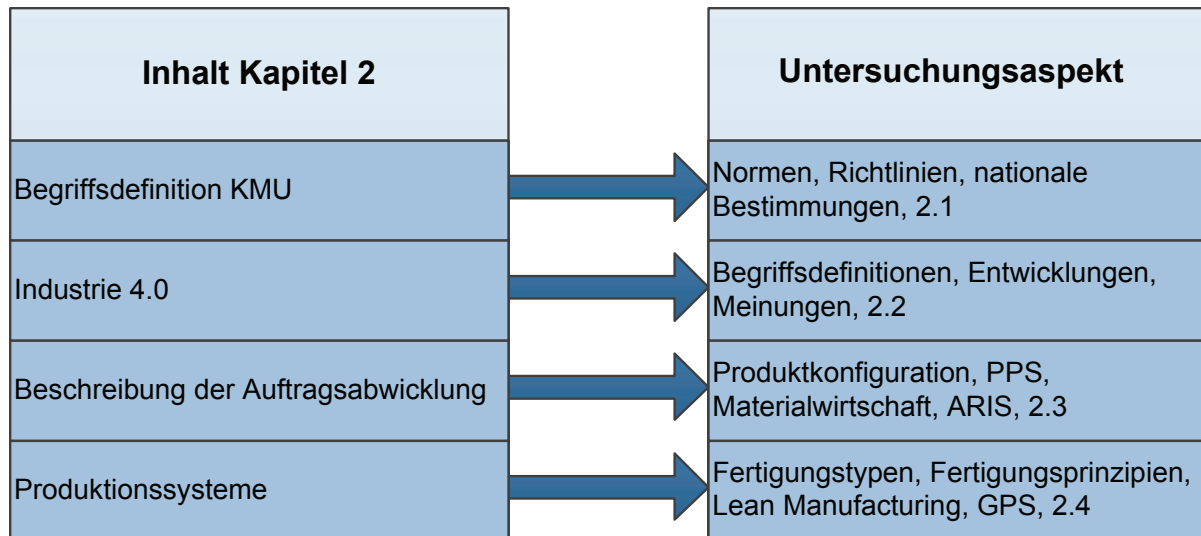 Inhalt Kapitel 2
Untersuchungsaspekt
Begriffsdefinition KMU
Normen, Richtlinien, nationale
Bestimmungen, 2.1
Industrie 4.0
Begriffsdefinitionen, Entwicklungen,
Meinungen, 2.2
Beschreibung der Auftragsabwicklung
Produktkonfiguration, PPS,
Materialwirtschaft, ARIS, 2.3
Produktionssysteme
Fertigungstypen, Fertigungsprinzipien,
Lean Manufacturing, GPS, 2.4